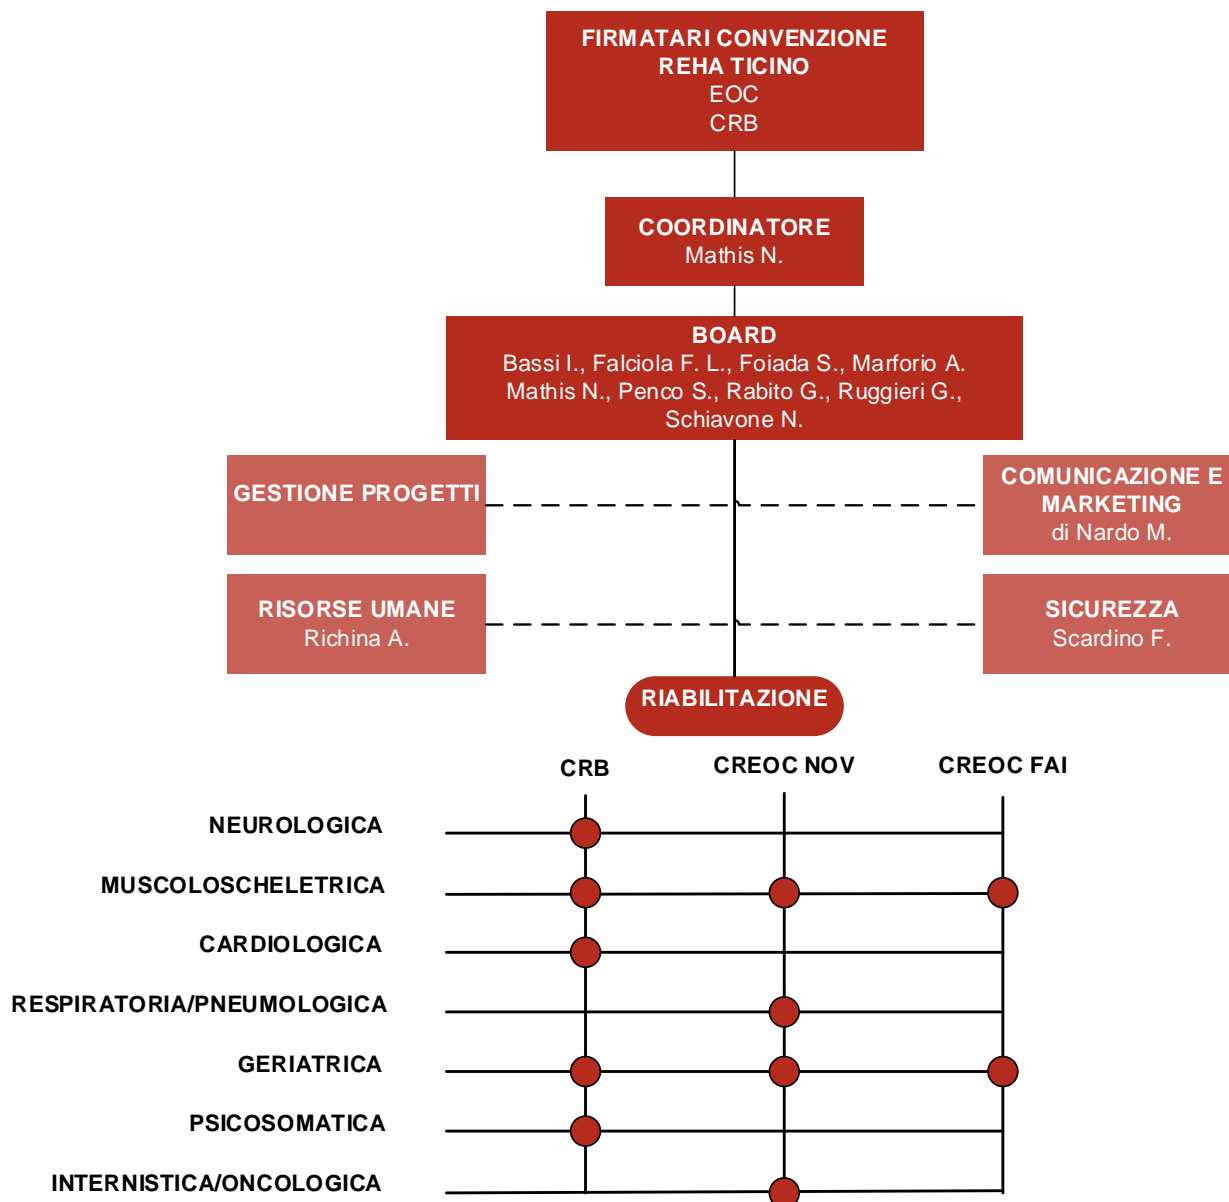 FIRMATARI CONVENZIONE
REHA TICINO
EOC
CRB
COORDINATORE
Mathis N.
BOARD
Bassi I., Falciola F. L., Foiada S., Marforio A.
Mathis N., Penco S., Rabito G., Ruggieri G.,
Schiavone N.
GESTIONE PROGETTI
COMUNICAZIONE E
MARKETING
di Nardo M.
RISORSE UMANE
Richina A.
SICUREZZA
Scardino F.
RIABILITAZIONE
CRB
CREOC NOV
CREOC FAI
NEUROLOGICA
MUSCOLOSCHELETRICA
CARDIOLOGICA
RESPIRATORIA/PNEUMOLOGICA
GERIATRICA
PSICOSOMATICA
INTERNISTICA/ONCOLOGICA